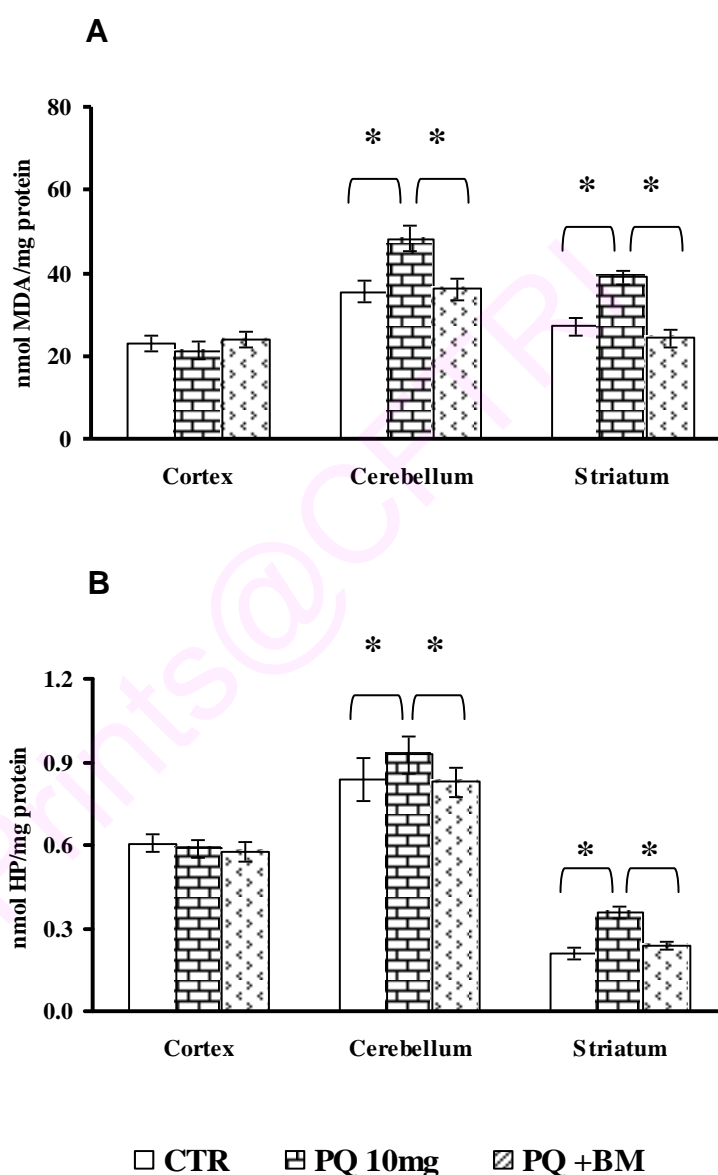 A
80
* *
60
* *
40
20
0
nmol MDA/mg protein
Cortex Cerebellum Striatum
B
* *
1.2
0.9
* *
0.6
0.3
0.0
nmol HP/mg protein
Cortex Cerebellum Striatum
CTR PQ 10mg PQ +BM